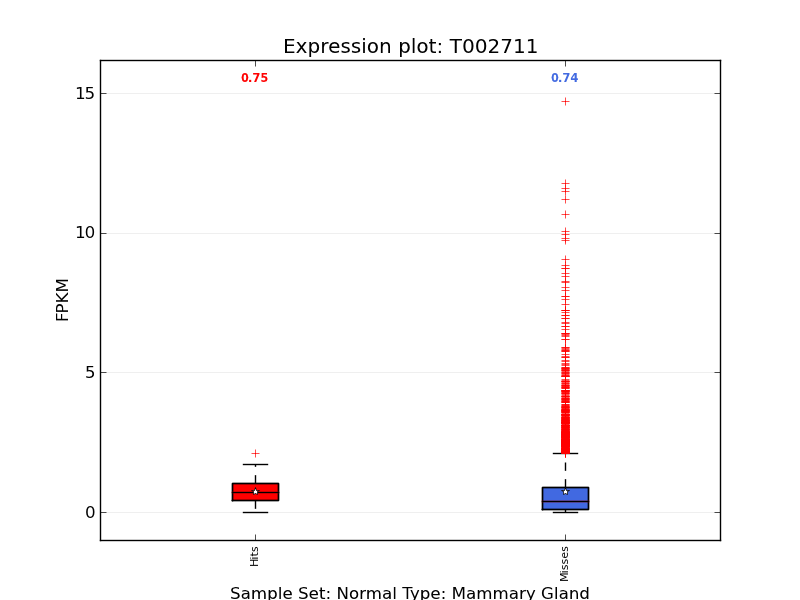 Expression plot: T002711
0.75
0.74
15
10
5
0
FPKM
Hits
Misses
Sample Set: Normal Type: Mammary Gland